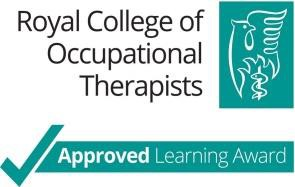 Royal College of
Occupational
Therapists
Approved Learning Award